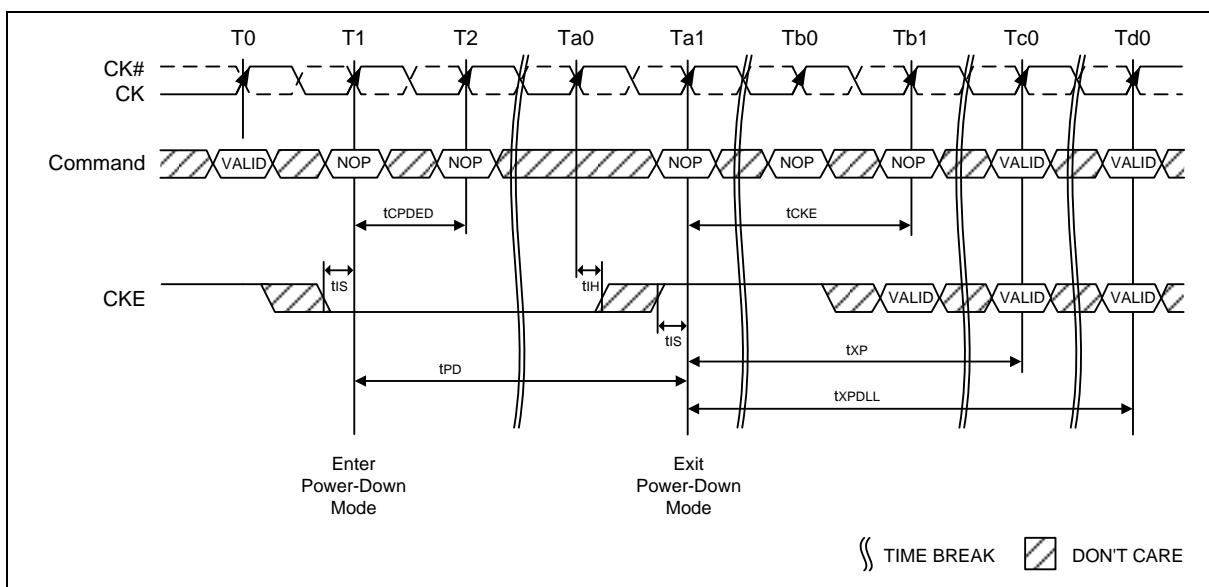 T0 T1 T2 Ta0 Ta1 Tb0 Tb1 Tc0 Td0
CK#
CK
Command VALID NOP NOP NOP NOP NOP VALID VALID
tCPDED tCKE
tIS tIH
CKE VALID VALID VALID
tIS
tXP
tPD
tXPDLL
Enter
Power-Down
Mode
Exit
Power-Down
Mode
TIME BREAK DON'T CARE